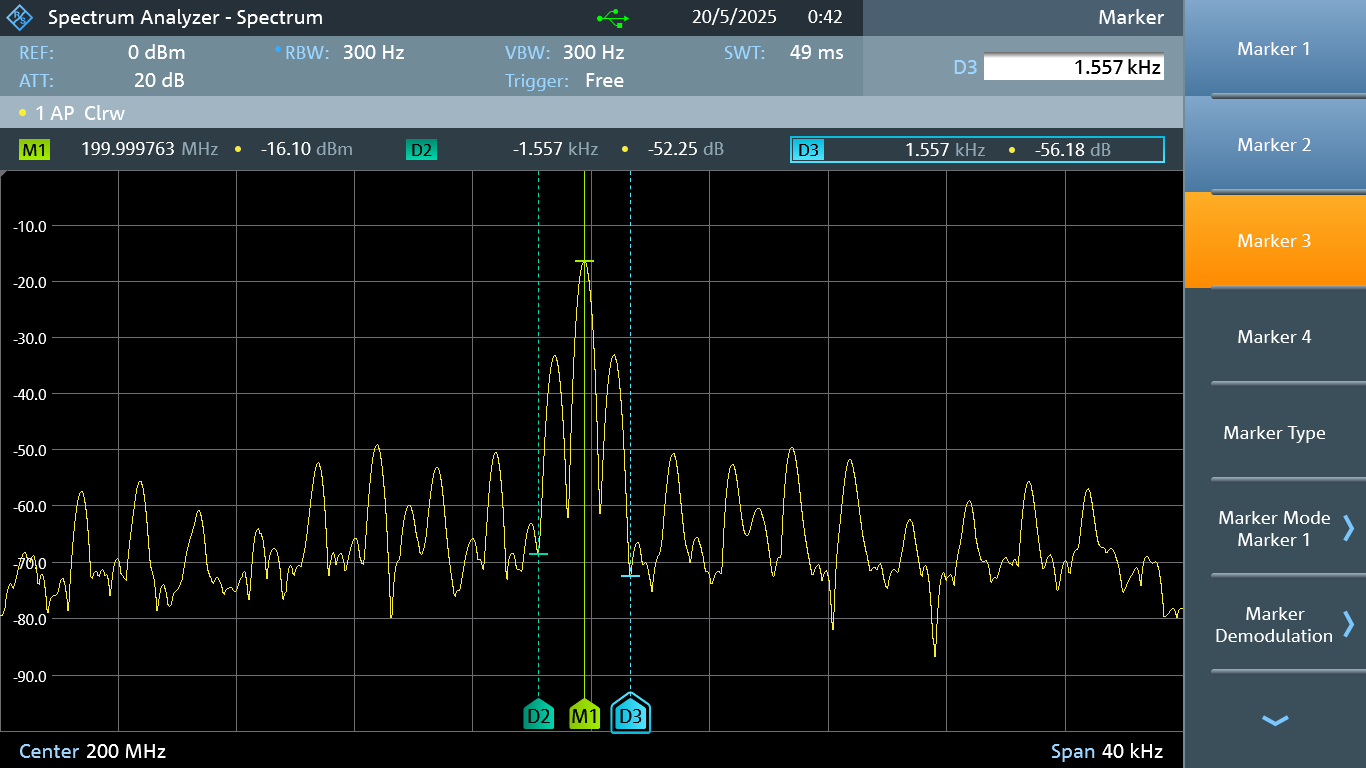 Spectrum Analyzer - Spectrum 20/5/2025 0:42 Marker
REF: 0 dBm RBW: 300 Hz VBW: 300 Hz SWT: 49 ms
ATT: 20 dB Trigger: Free
D3 1.557 kHz
1 AP Clrw
M1 199.999763 MHz -16.10 dBm D2 -1.557 kHz -52.25 dB D3 1.557 kHz -56.18 dB
-10.0
-20.0
-30.0
-40.0
-50.0
-60.0
-70.0
-80.0
-90.0
D2 M1 D3
Center 200 MHz Span 40 kHz
Marker 1
Marker 2
Marker 3
Marker 4
Marker Type
Marker Mode
Marker 1
Marker
Demodulation